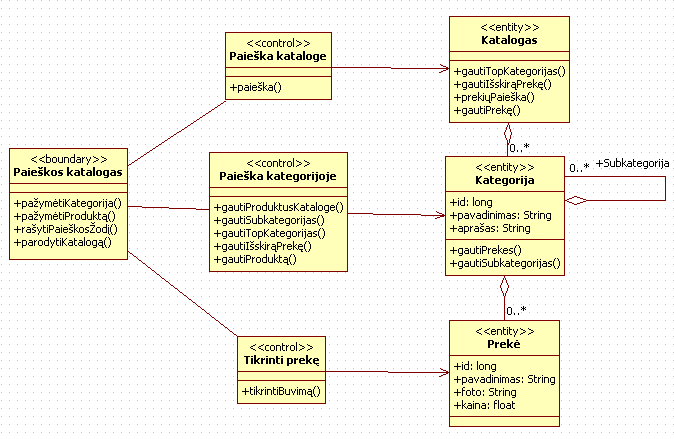 <<control>>
Paieška kataloge
+paieška()
<<entity>>
Katalogas
+gautiTopKategorijas()
+gautiIšskirąPrekę()
+prekiųPaieška()
+gautiPrekę()
0..*
<<boundary>>
Paieškos katalogas
+pažymėtiKategorija()
+pažymėtiProduktą()
+rašytiPaieškosŽodį()
+parodytiKatalogą()
<<control>>
Paieška kategorijoje
+gautiProduktusKataloge()
+gautiSubkategorijas()
+gautiTopKategorijas()
+gautiIšskirąPrekę()
+gautiProduktą()
<<entity>>
Kategorija
+id: long
+pavadinimas: String
+aprašas: String
+gautiPrekes()
+gautiSubkategorijas()
0..*
+Subkategorija
0..*
<<control>>
Tikrinti prekę
+tikrintiBuvimą()
<<entity>>
Prekė
+id: long
+pavadinimas: String
+foto: String
+kaina: float